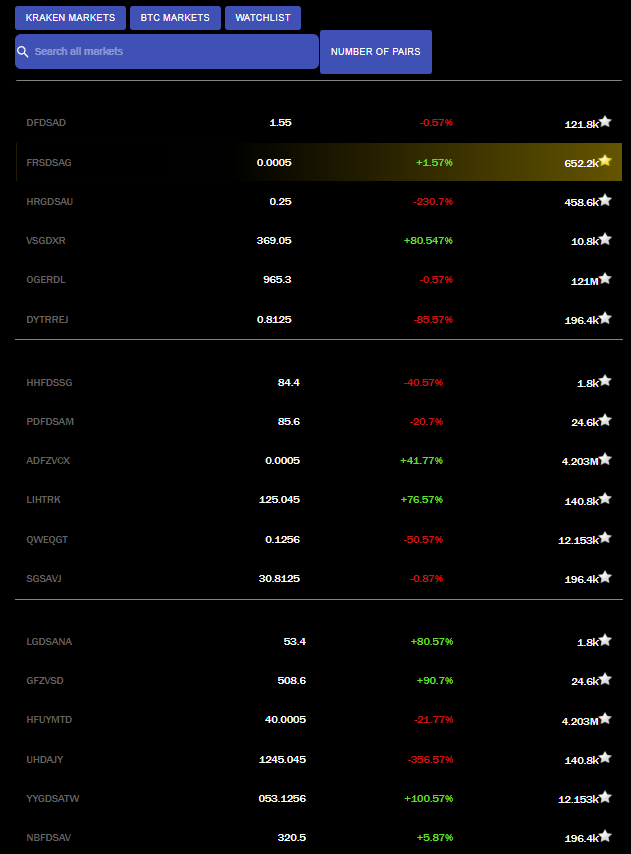 KRAKEN MARKETS BTC MARKETS WATCHLIST
Search all markets NUMBER OF PAIRS
DFDSAD 1.55 -0.57% 121.8k
FRSDSAG 0.0005 +1.57% 652.2k
HRGDSAU 0.25 -230.7% 458.6k
VSGDXR 369.05 +80.547% 10.8k
OGERDL 965.3 -0.57% 121M
DYTRREJ 0.8125 -85.57% 196.4k
HHFDSSG 84.4 -40.57% 1.8k
PDFDSAM 85.6 -20.7% 24.6k
ADFZVCX 0.0005 +41.77% 4.203M
LIHTRK 125.045 +76.57% 140.8k
QWEQGT 0.1256 -50.57% 12.153k
SGSAVJ 30.8125 -0.87% 196.4k
LGDSANA 53.4 +80.57% 1.8k
GFZVSD 508.6 +90.7% 24.6k
HFUYMTD 40.0005 -21.77% 4.203M
UHDAJY 1245.045 -356.57% 140.8k
YYGDSATW 053.1256 +100.57% 12.153k
NBFDSAV 320.5 +5.87% 196.4k